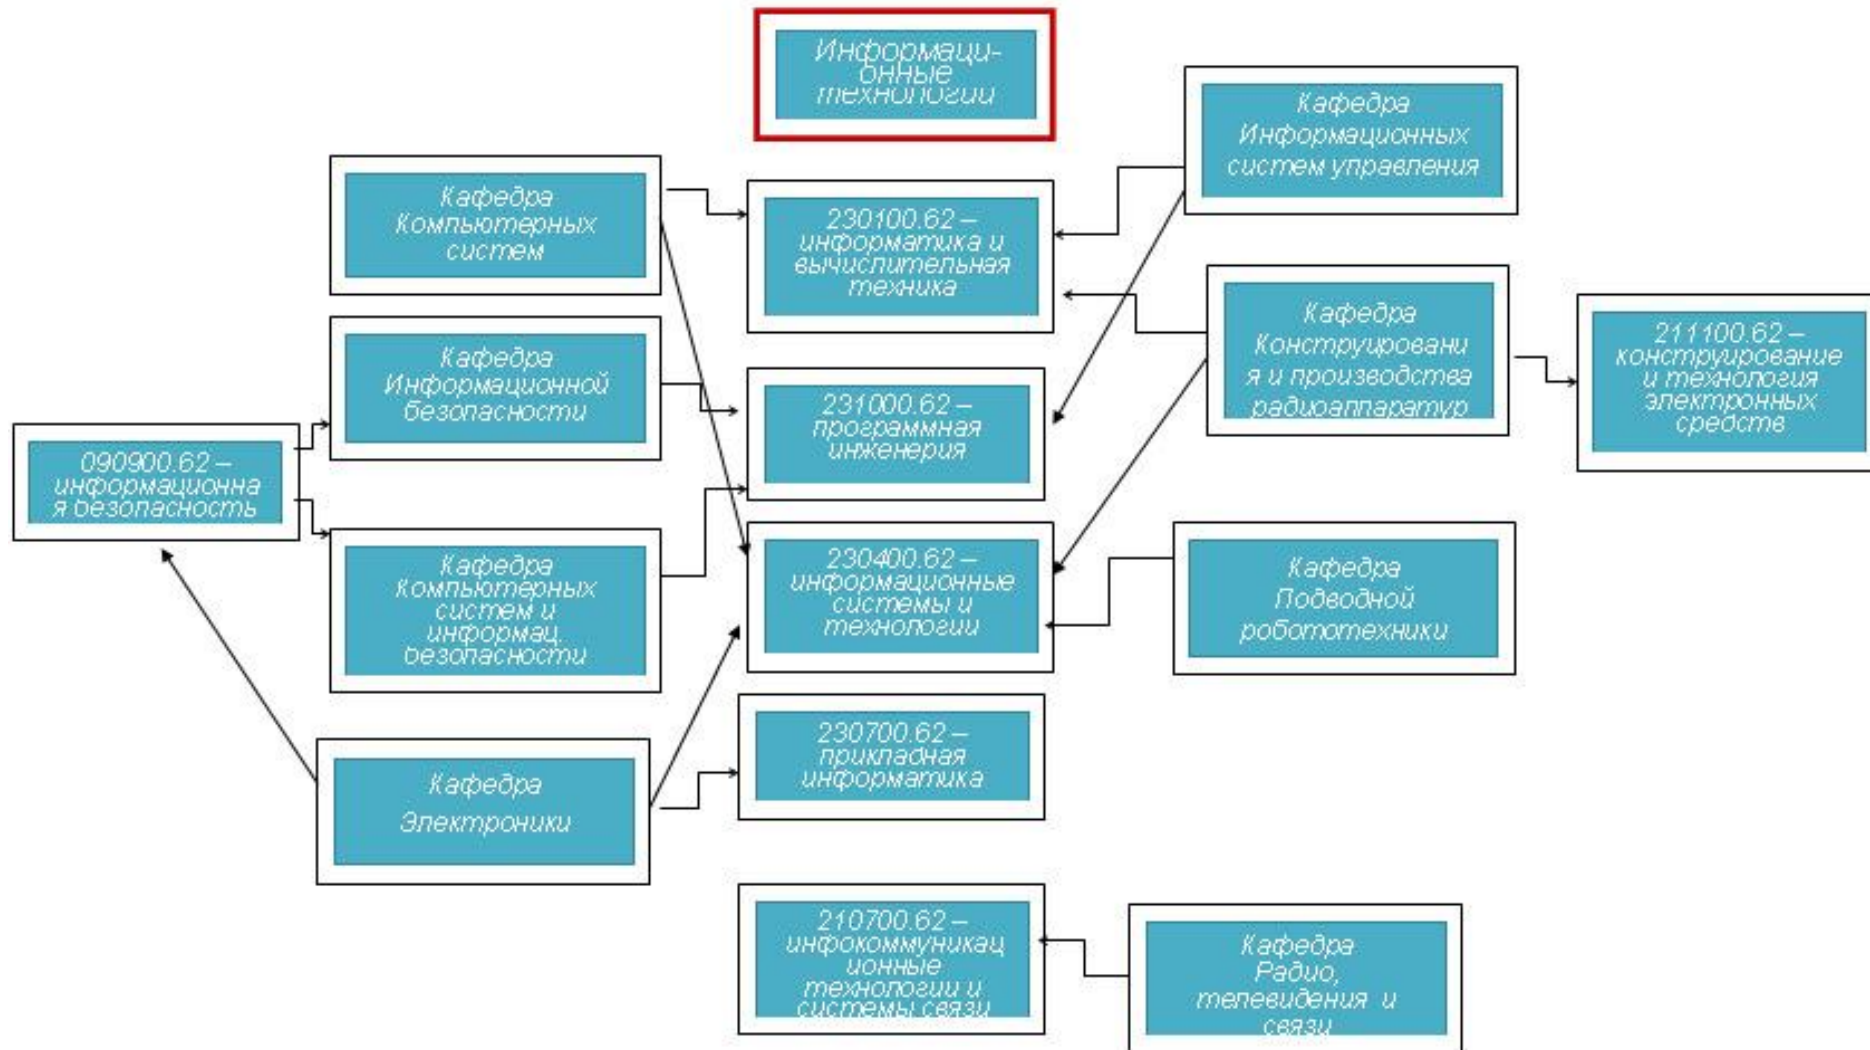 Информаци-
онные
технологии
Кафедра
Информационных
систем управления
Кафедра
Компьютерных
систем
230100.62 –
информатика и
вычислительная
техника
Кафедра
Конструировани
я и производства
радиоаппаратур
211100.62 –
конструирование
и технология
электронных
средств
Кафедра
Информационной
безопасности
231000.62 –
программная
инженерия
090900.62 –
информационна
я безопасность
Кафедра
Компьютерных
систем и
информац.
безопасности
230400.62 –
информационные
системы и
технологии
Кафедра
Подводной
робототехники
230700.62 –
прикладная
информатика
Кафедра
Электроники
210700.62 –
инфокоммуникац
ионные
технологии и
системы связи
Кафедра
Радио,
телевидения и
связи